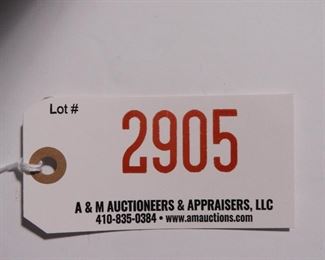 Lot #
2905
A & M AUCTIONEERS & APPRAISERS, LLC
410-835-0384 • www.amauctions.com